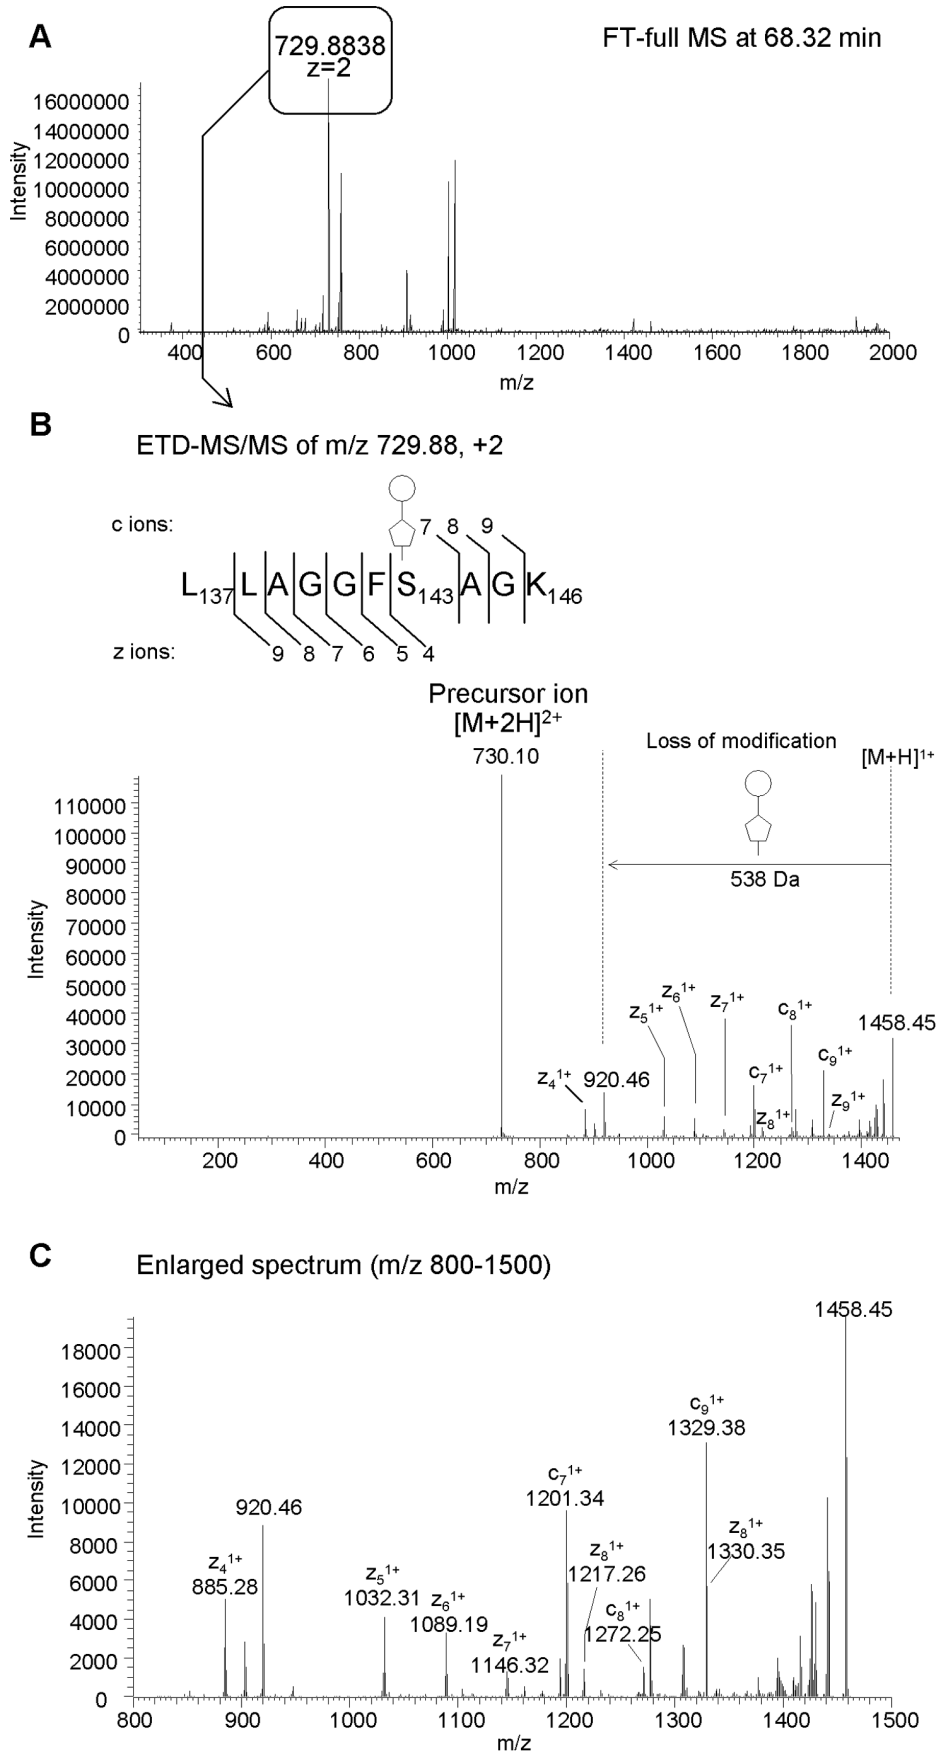 A
FT-full MS at 68.32 min
729.8838
z=2
16000000
14000000
12000000
10000000
8000000
6000000
4000000
2000000
0
Intensity
400 600 800 1000 1200 1400 1600 1800 2000
m/z
B
ETD-MS/MS of m/z 729.88, +2
c ions: 7 8 9
L137 L A G G F S143 A G K146
z ions: 9 8 7 6 5 4
Precursor ion
[M+2H]2+
730.10
Loss of modification
[M+H]1+
538 Da
110000
100000
90000
80000
70000
60000
50000
40000
30000
20000
10000
0
Intensity
z4 1+
920.46
z5 1+
z6 1+
z7 1+
c7 1+
z8 1+
c8 1+
c9 1+
z9 1+
1458.45
200 400 600 800 1000 1200 1400
m/z
C
Enlarged spectrum (m/z 800-1500)
18000
16000
14000
12000
10000
8000
6000
4000
2000
0
Intensity
z4 1+
885.28
920.46
z5 1+
1032.31
z6 1+
1089.19
z7 1+
1146.32
c7 1+
1201.34
z8 1+
1217.26
c8 1+
1272.25
c9 1+
1329.38
z8 1+
1330.35
1458.45
800 900 1000 1100 1200 1300 1400 1500
m/z